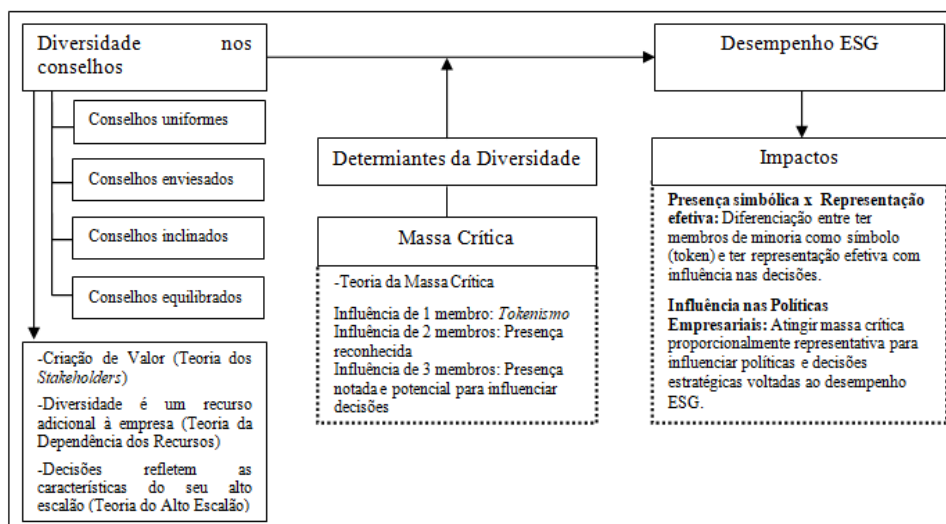 Diversidade nos
conselhos
Conselhos uniformes
Conselhos enviesados
Conselhos inclinados
Conselhos equilibrados
-Criação de Valor (Teoria dos
Stakeholders)
-Diversidade é um recurso
adicional à empresa (Teoria da
Dependência dos Recursos)
-Decisões refletem as
características do seu alto
escalão (Teoria do Alto Escalão)
Determiantes da Diversidade
Massa Crítica
-Teoria da Massa Crítica
Influência de 1 membro: Tokenismo
Influência de 2 membros: Presença
reconhecida
Influência de 3 membros: Presença
notada e potencial para influenciar
decisões
Desempenho ESG
Impactos
Presença simbólica x Representação
efetiva: Diferenciação entre ter
membros de minoria como símbolo
(token) e ter representação efetiva com
influência nas decisões.
Influência nas Políticas
Empresariais: Atingir massa crítica
proporcionalmente representativa para
influenciar políticas e decisões
estratégicas voltadas ao desempenho
ESG.